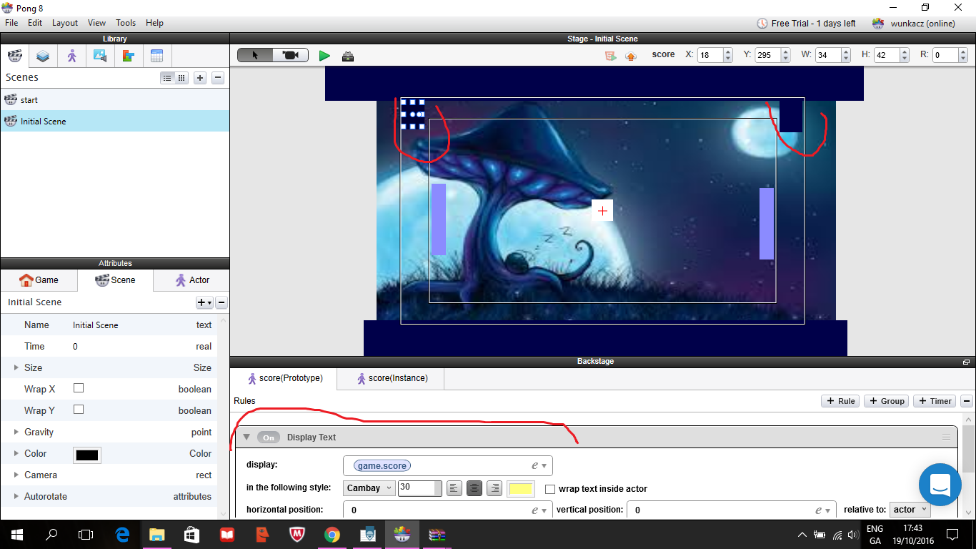 Pong 8
File Edit Layout View Tools Help
Free Trial - 1 days left
wunkacz (online)
Library
Stage - Initial Scene
score X: 18 Y: 295 W: 34 H: 42 R: 0
Scenes
start
Initial Scene
Attributes
Game Scene Actor
Initial Scene
Name Initial Scene text
Time 0 real
Size Size
Wrap X boolean
Wrap Y boolean
Gravity point
Color Color
Camera rect
Autorotate attributes
Backstage
score(Prototype) score(Instance)
Rules + Rule + Group + Timer
On Display Text
display: game.score e
in the following style: Cambay 30 wrap text inside actor
horizontal position: 0 e vertical position: 0 e relative to: actor
ENG 17:43
GA 19/10/2016